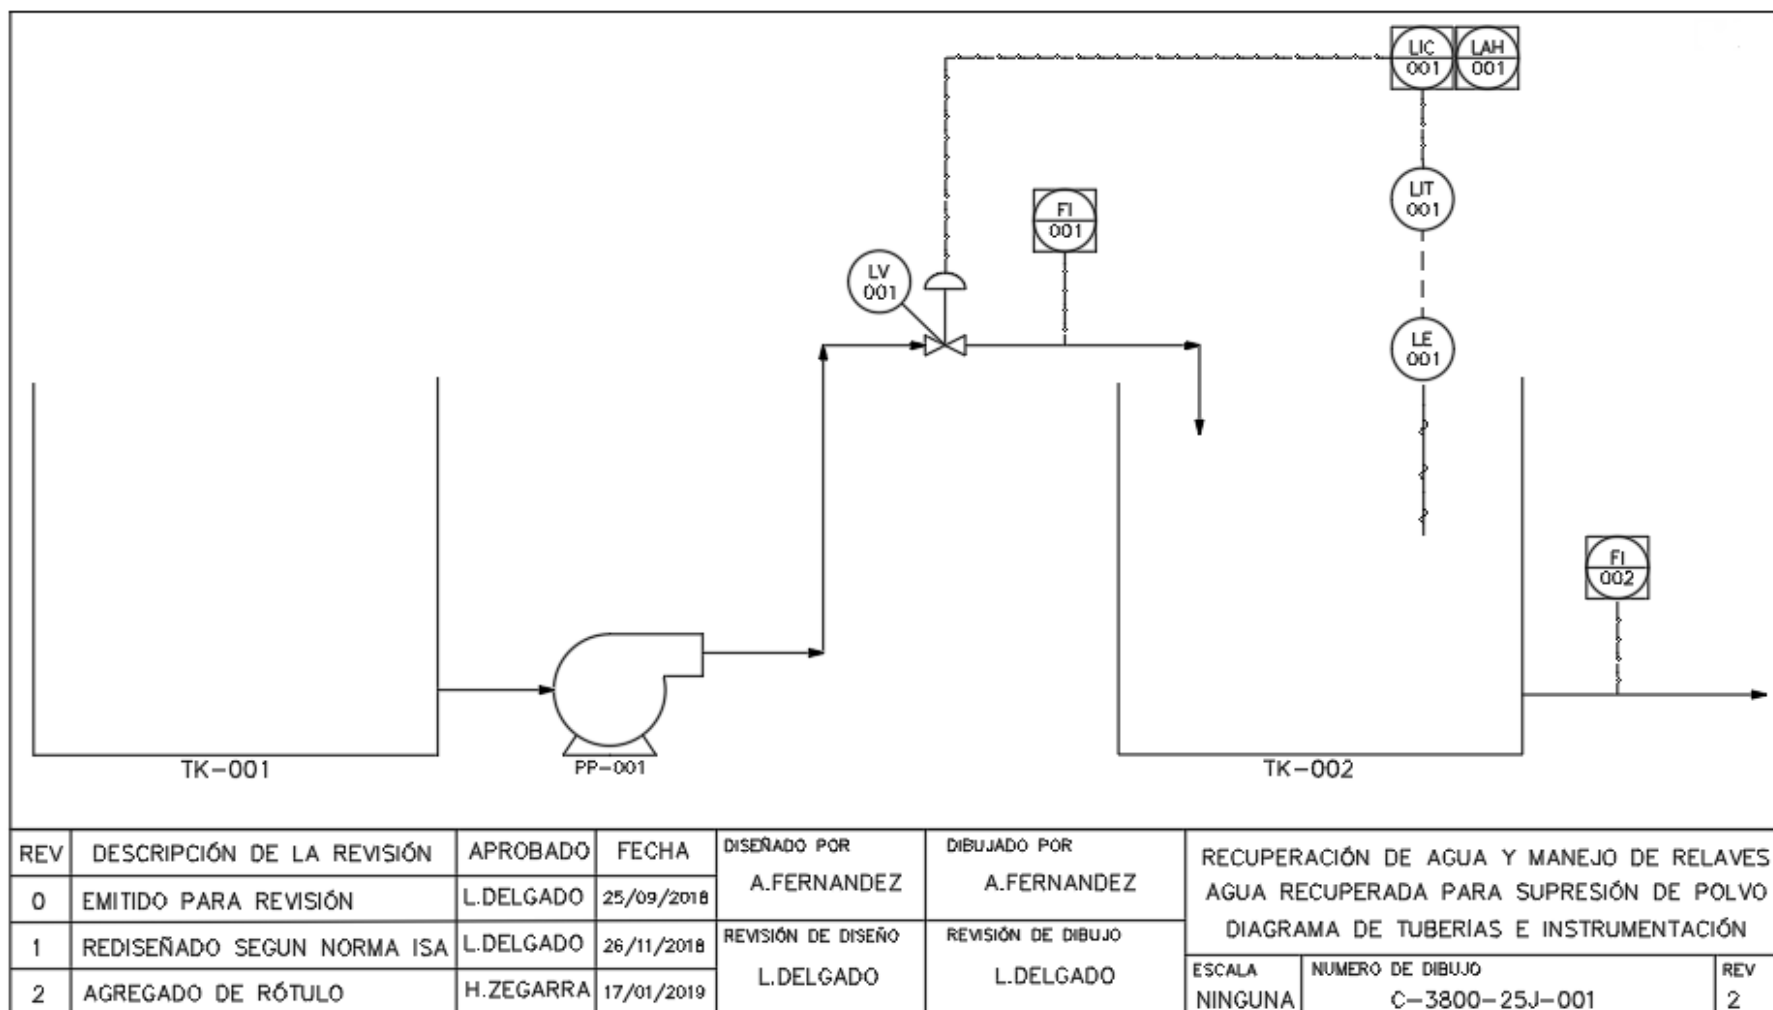 LIC
001
LAH
001
LIT
001
FI
001
LV
001
LE
001
FI
002
TK-001
PP-001
TK-002
REV DESCRIPCIÓN DE LA REVISIÓN APROBADO FECHA
0 EMITIDO PARA REVISIÓN L.DELGADO 25/09/2018
1 REDISEÑADO SEGUN NORMA ISA L.DELGADO 26/11/2018
2 AGREGADO DE RÓTULO H.ZEGARRA 17/01/2019
DISEÑADO POR
A.FERNANDEZ
DIBUJADO POR
A.FERNANDEZ
REVISIÓN DE DISEÑO
L.DELGADO
REVISIÓN DE DIBUJO
L.DELGADO
RECUPERACIÓN DE AGUA Y MANEJO DE RELAVES
AGUA RECUPERADA PARA SUPRESIÓN DE POLVO
DIAGRAMA DE TUBERIAS E INSTRUMENTACIÓN
ESCALA
NINGUNA
NUMERO DE DIBUJO
C-3800-25J-001
REV
2